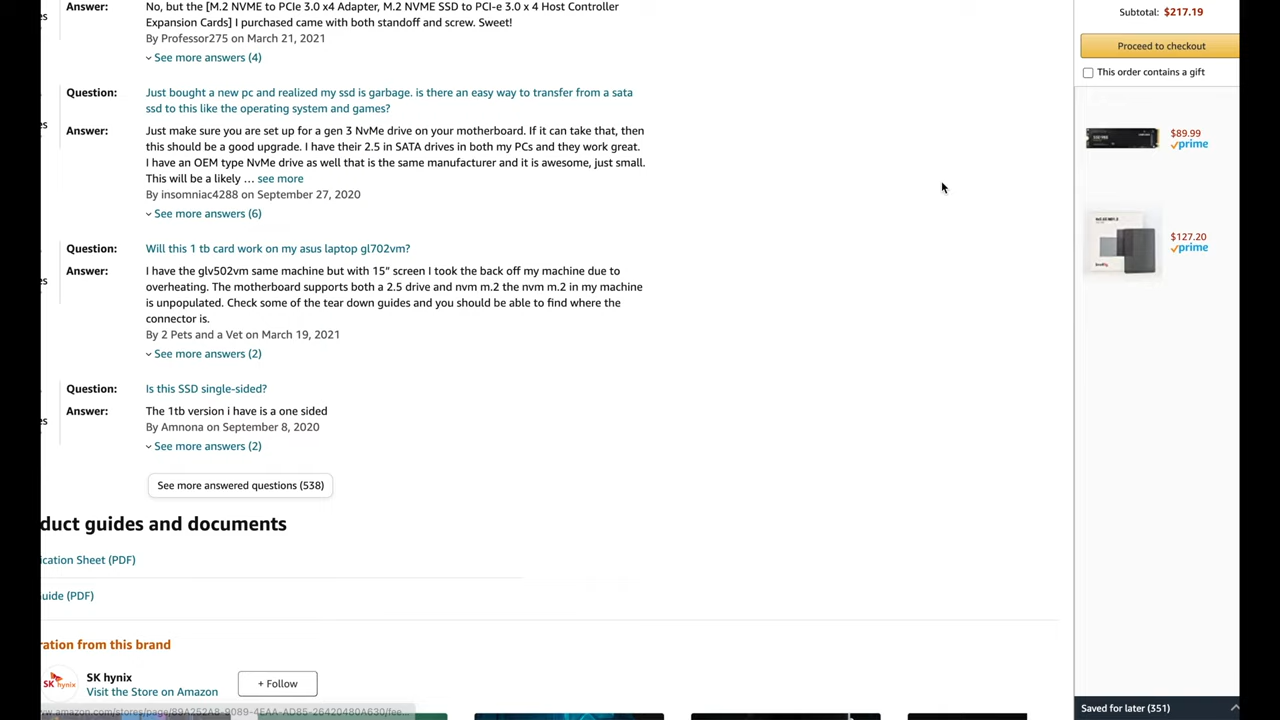 Answer: No, but the [M.2 NVME to PCIe 3.0 x4 Adapter, M.2 NVME SSD to PCI-e 3.0 x 4 Host Controller
Expansion Cards] I purchased came with both standoff and screw. Sweet!
By Professor275 on March 21, 2021
See more answers (4)
Question: Just bought a new pc and realized my ssd is garbage. is there an easy way to transfer from a sata
ssd to this like the operating system and games?
Answer: Just make sure you are set up for a gen 3 NvMe drive on your motherboard. If it can take that, then
this should be a good upgrade. I have their 2.5 in SATA drives in both my PCs and they work great.
I have an OEM type NvMe drive as well that is the same manufacturer and it is awesome, just small.
This will be a likely … see more
By insomniac4288 on September 27, 2020
See more answers (6)
Question: Will this 1 tb card work on my asus laptop gl702vm?
Answer: I have the glv502vm same machine but with 15” screen I took the back off my machine due to
overheating. The motherboard supports both a 2.5 drive and nvm m.2 the nvm m.2 in my machine
is unpopulated. Check some of the tear down guides and you should be able to find where the
connector is.
By 2 Pets and a Vet on March 19, 2021
See more answers (2)
Question: Is this SSD single-sided?
Answer: The 1tb version i have is a one sided
By Amnona on September 8, 2020
See more answers (2)
See more answered questions (538)
duct guides and documents
ication Sheet (PDF)
uide (PDF)
ration from this brand
SK hynix
SK hynix
Visit the Store on Amazon
+ Follow
w.amazon.com/stores/page/89A252A8-9089-4EAA-AD85-26420480A630/fee...
Subtotal: $217.19
Proceed to checkout
This order contains a gift
$89.99
prime
$127.20
prime
Saved for later (351)